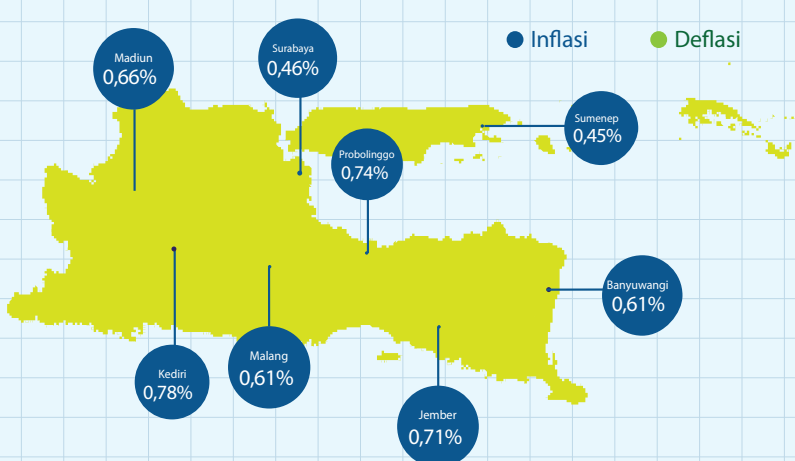 Inflasi
Deflasi
Madiun
0,66%
Surabaya
0,46%
Sumenep
0,45%
Probolinggo
0,74%
Banyuwangi
0,61%
Kediri
0,78%
Malang
0,61%
Jember
0,71%